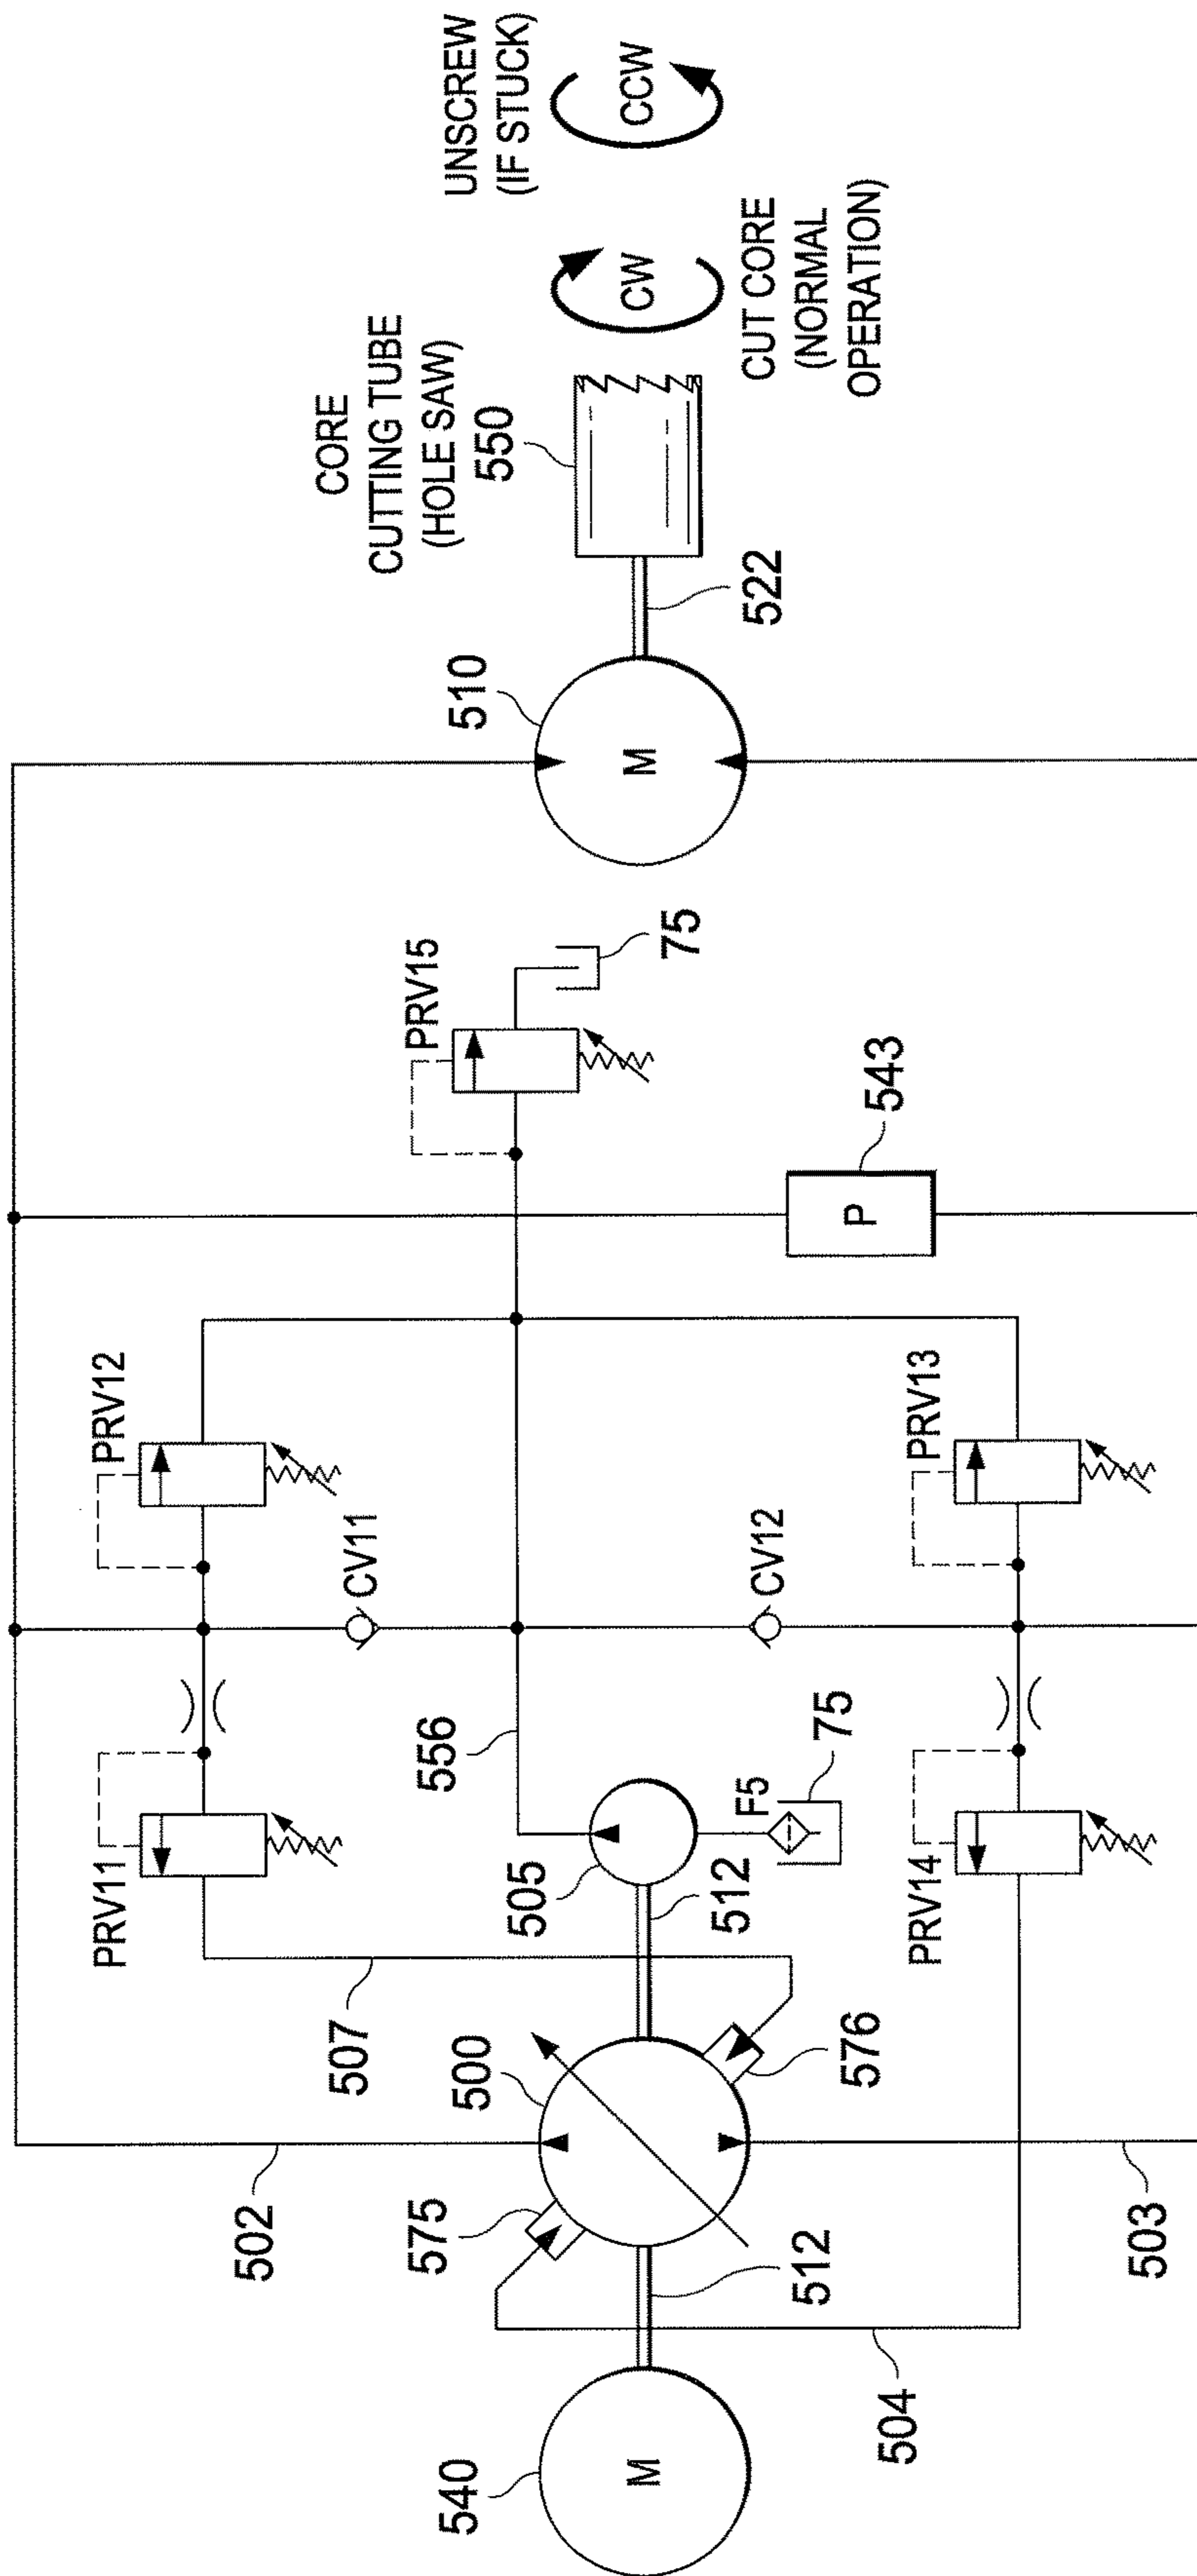 UNSCREW
(IF STUCK)
CCW
CW
CUT CORE
(NORMAL
OPERATION)
CORE
CUTTING TUBE
(HOLE SAW)
550
522
510
M
PRV15
75
543
P
PRV12
PRV13
CV11
CV12
PRV11
PRV14
556
F5
75
505
512
507
500
576
502
575
512
503
504
540
M